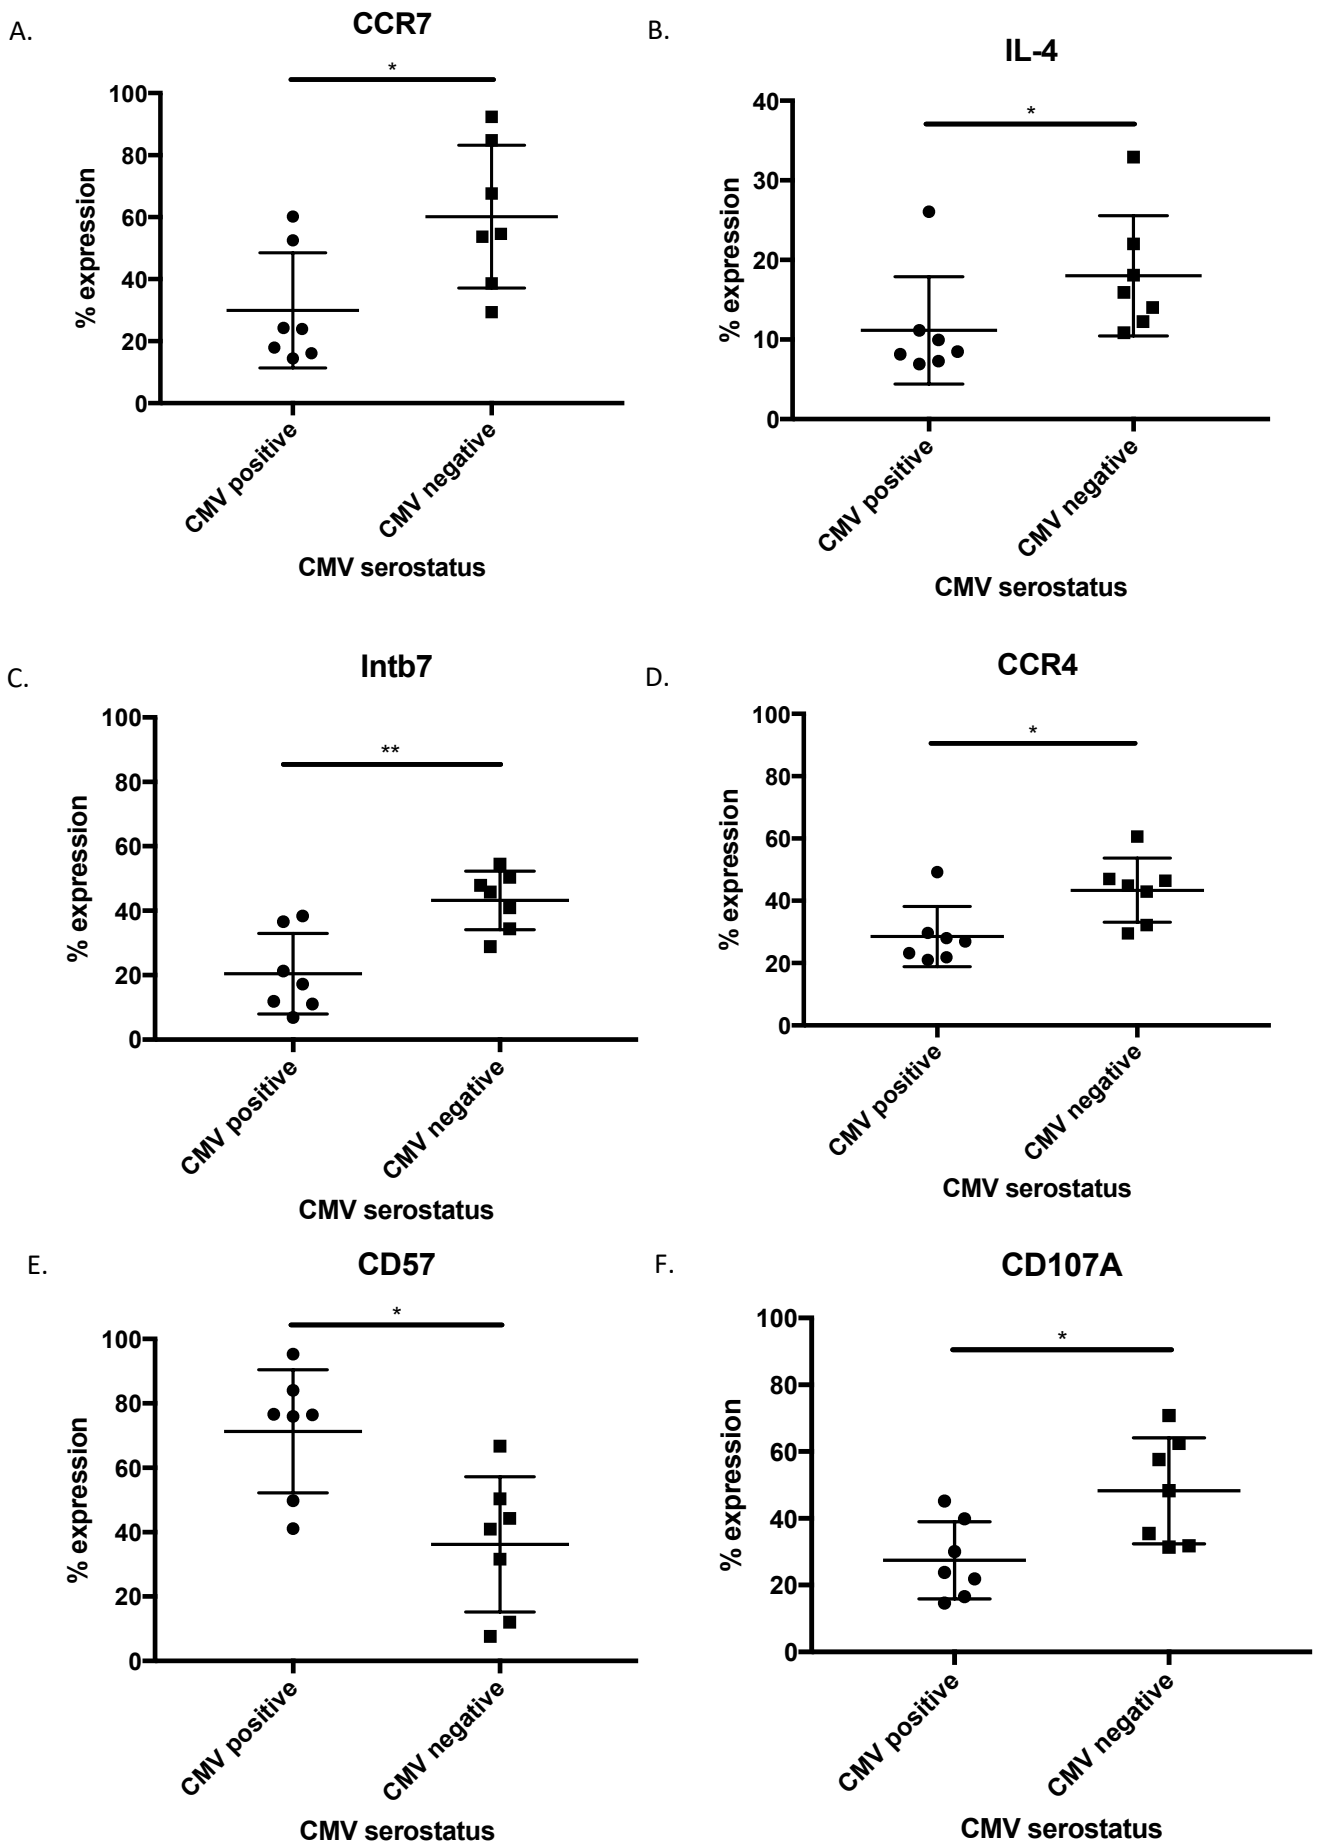 A.
CCR7
*
100
80
60
40
20
0
% expression
CMV positive
CMV negative
CMV serostatus
B.
IL-4
*
40
30
20
10
0
% expression
CMV positive
CMV negative
CMV serostatus
C.
Intb7
**
100
80
60
40
20
0
% expression
CMV positive
CMV negative
CMV serostatus
D.
CCR4
*
100
80
60
40
20
0
% expression
CMV positive
CMV negative
CMV serostatus
E.
CD57
*
100
80
60
40
20
0
% expression
CMV positive
CMV negative
CMV serostatus
F.
CD107A
*
100
80
60
40
20
0
% expression
CMV positive
CMV negative
CMV serostatus